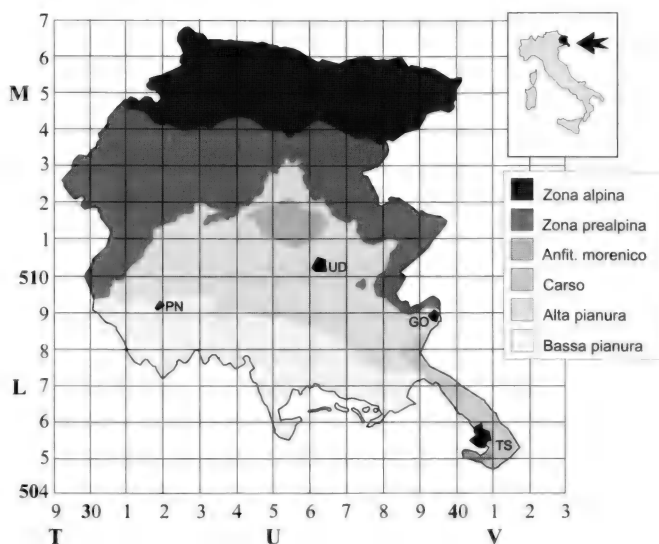 7
6
M 5
4
3
2
1
510
9
8
L 7
6
5
504
9 30 1 2 3 4 5 6 7 8 9 40 1 2 3
T U V
UD
PN
GO
TS
Zona alpina
Zona prealpina
Anfit. morenico
Carso
Alta pianura
Bassa pianura